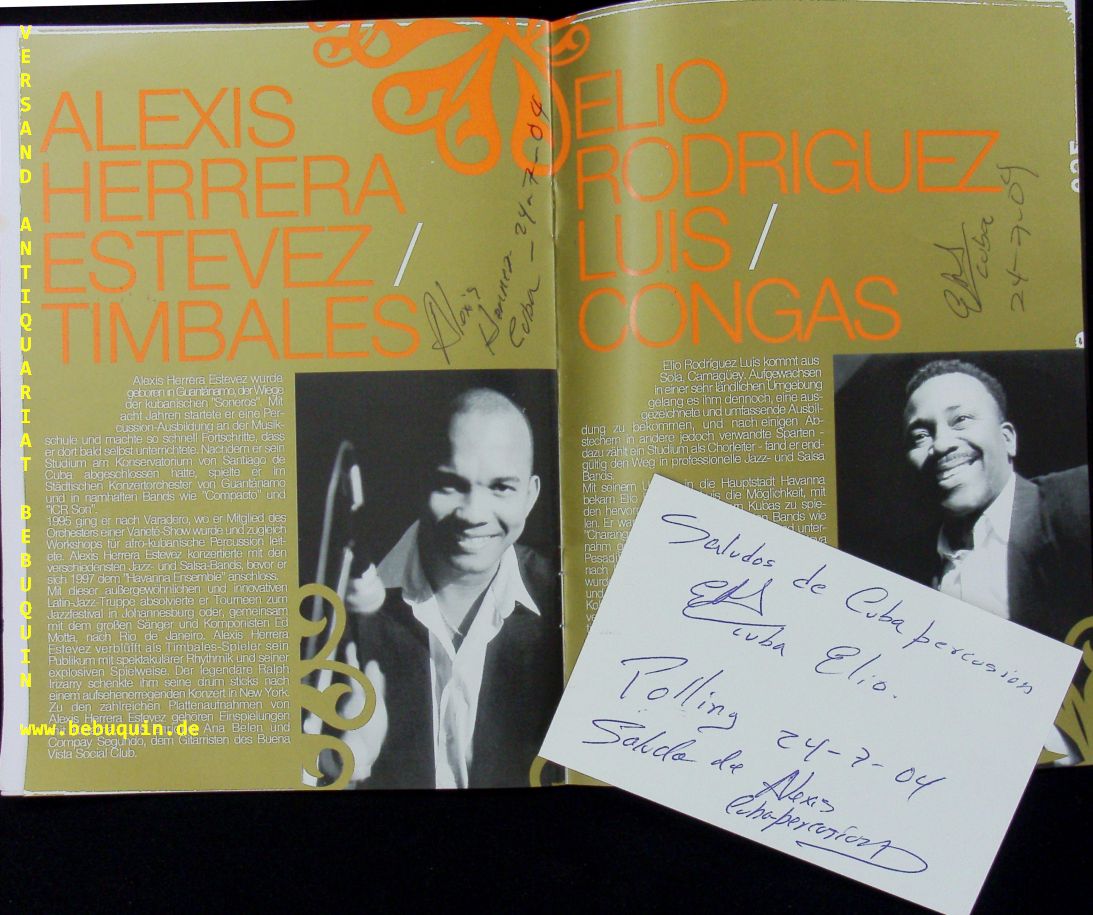 VERSAND ANTIQUARIAT BEBUQUIN
www.bebuquin.de
ALEXIS
HERRERA
ESTEVEZ /
TIMBALES
Alexis
Cuba - 24-7-04
Alexis Herrera Estevez wurde
geboren in Guantánamo, der Wiege
der kubanischen "Soneros". Mit
acht Jahren startete er eine Per-
cussion-Ausbildung an der Musik-
schule und machte so schnell Fortschritte, dass
er dort bald selbst unterrichtete. Nachdem er sein
Studium am Konservatorium von Santiago de
Cuba abgeschlossen hatte, spielte er im
Städtischen Konzertorchester von Guantánamo
und in namhaften Bands wie "Compacto" und
"ICR Son".
1995 ging er nach Varadero, wo er Mitglied des
Orchesters einer Varieté-Show wurde und zugleich
Workshops für afro-kubanische Percussion leit-
ete. Alexis Herrera Estevez konzertierte mit den
verschiedensten Jazz- und Salsa-Bands, bevor er
sich 1997 dem "Havanna Ensemble" anschloss.
Mit dieser außergewöhnlichen und innovativen
Latin-Jazz-Truppe absolvierte er Tourneen zum
Jazzfestival in Johannesburg oder, gemeinsam
mit dem großen Sänger und Komponisten Ed
Motta, nach Rio de Janeiro. Alexis Herrera
Estevez verblüfft als Timbales-Spieler sein
Publikum mit spektakulärer Rhythmik und seiner
explosiven Spielweise. Der legendäre Ralph
Irizarry schenkte ihm seine drum sticks nach
einem aufsehenerregenden Konzert in New York.
Zu den zahlreichen Plattenaufnahmen von
Alexis Herrera Estevez gehören Einspielungen
Ana Belen und
Compay Segundo, dem Gitarristen des Buena
Vista Social Club.
ELIO
RODRIGUEZ
LUIS /
CONGAS
Cuba
24-7-04
Elio Rodríguez Luis kommt aus
Sola, Camagüey. Aufgewachsen
in einer sehr ländlichen Umgebung
gelang es ihm dennoch, eine aus-
gezeichnete und umfassende Ausbil-
dung zu bekommen, und nach einigen Ab-
stechern in andere jedoch verwandte Sparten -
dazu zählt ein Studium als Chorleiter - fand er end-
gültig den Weg in professionelle Jazz- und Salsa
Bands.
Mit seinem in die Hauptstadt Havanna
bekam Elio die Möglichkeit, mit
den Kubas zu spie-
len. Er Bands wie
"Charang unter-
nahm
Pesadi
nach
wurde
und
Saludos de Cuba percusion
Cuba Elio.
Polling 24-7-04
Saludo de Alexis
Cuba percusion